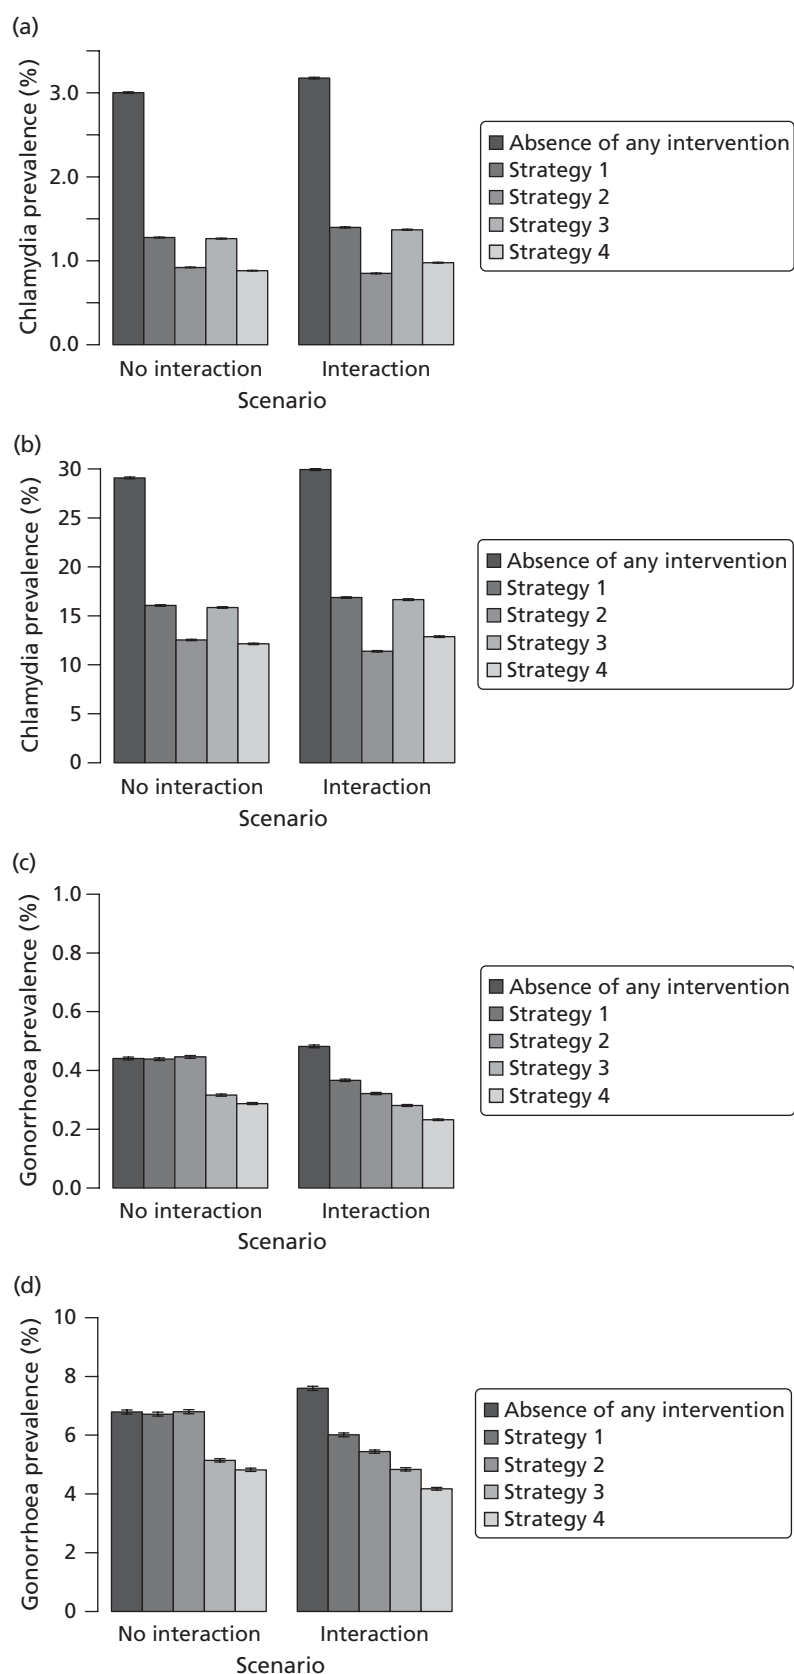 (a)
Chlamydia prevalence (%)
3.0
2.0
1.0
0.0
No interaction
Interaction
Scenario
Absence of any intervention
Strategy 1
Strategy 2
Strategy 3
Strategy 4
(b)
Chlamydia prevalence (%)
30
25
20
15
10
5
0
No interaction
Interaction
Scenario
Absence of any intervention
Strategy 1
Strategy 2
Strategy 3
Strategy 4
(c)
Gonorrhoea prevalence (%)
1.0
0.8
0.6
0.4
0.2
0.0
No interaction
Interaction
Scenario
Absence of any intervention
Strategy 1
Strategy 2
Strategy 3
Strategy 4
(d)
Gonorrhoea prevalence (%)
10
8
6
4
2
0
No interaction
Interaction
Scenario
Absence of any intervention
Strategy 1
Strategy 2
Strategy 3
Strategy 4